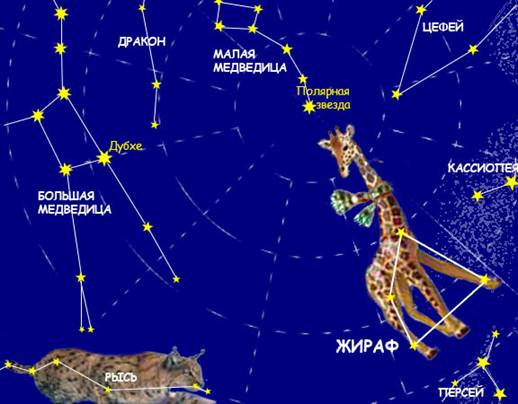 ЦЕФЕЙ
ДРАКОН
МАЛАЯ
МЕДВЕДИЦА
Полярная
звезда
Дубхе
КАССИОПЕЯ
БОЛЬШАЯ
МЕДВЕДИЦА
ЖИРАФ
РЫСЬ
ПЕРСЕЙ